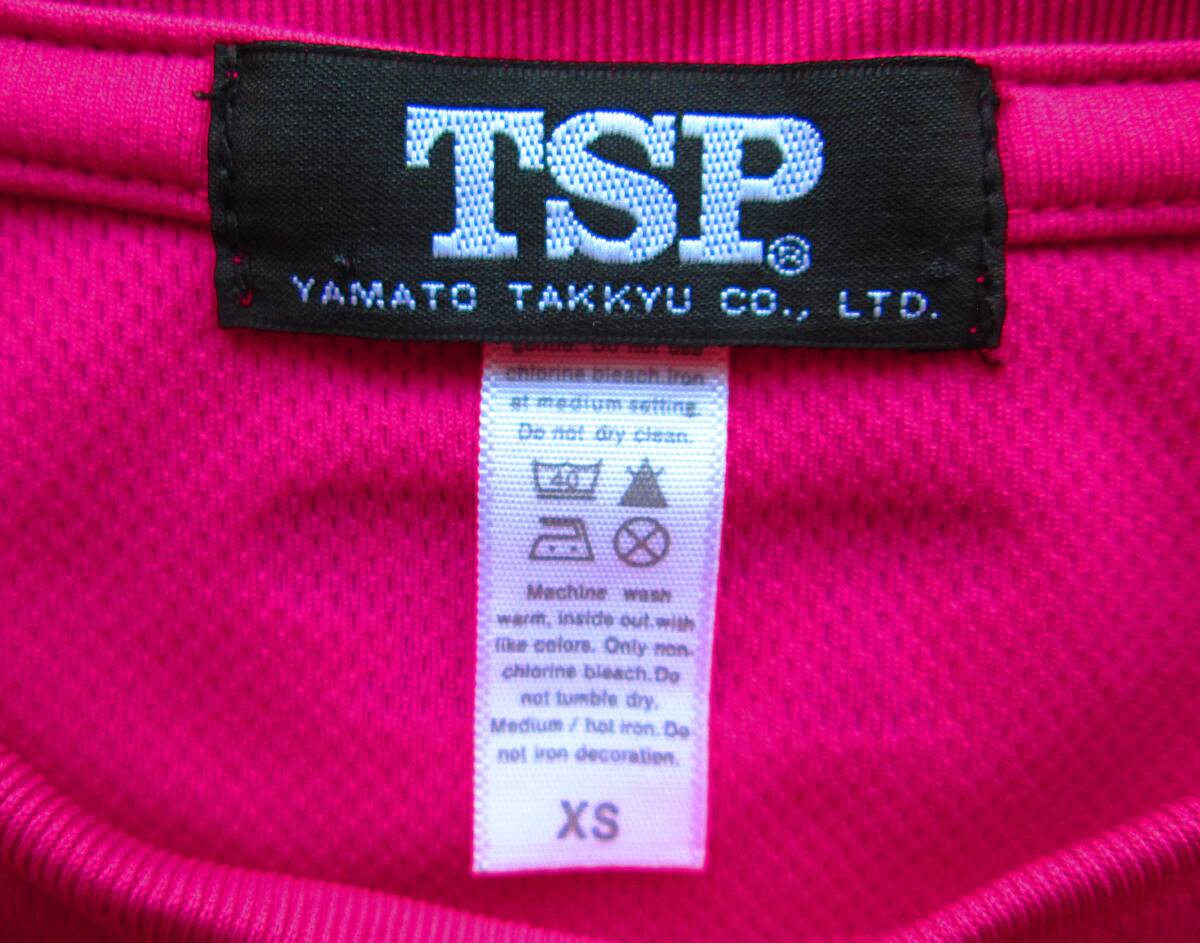 TSP®
YAMATO TAKKYU CO., LTD.
chlorine bleach.Iron
at medium setting.
Do not dry clean.
40
Machine wash
warm, inside out.with
like colors. Only non-
chlorine bleach.Do
not tumble dry.
Medium / hot iron.Do
not iron decoration.
XS